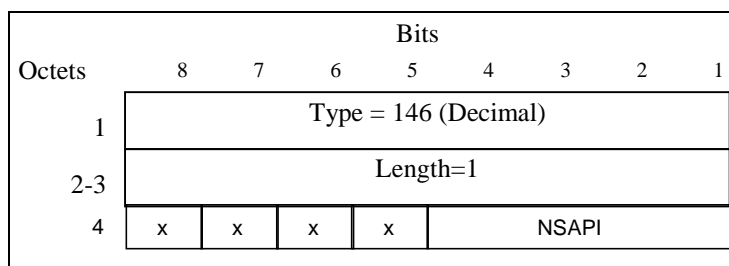 Bits
Octets 8 7 6 5 4 3 2 1
1 Type = 146 (Decimal)
2-3 Length=1
4 x x x x NSAPI